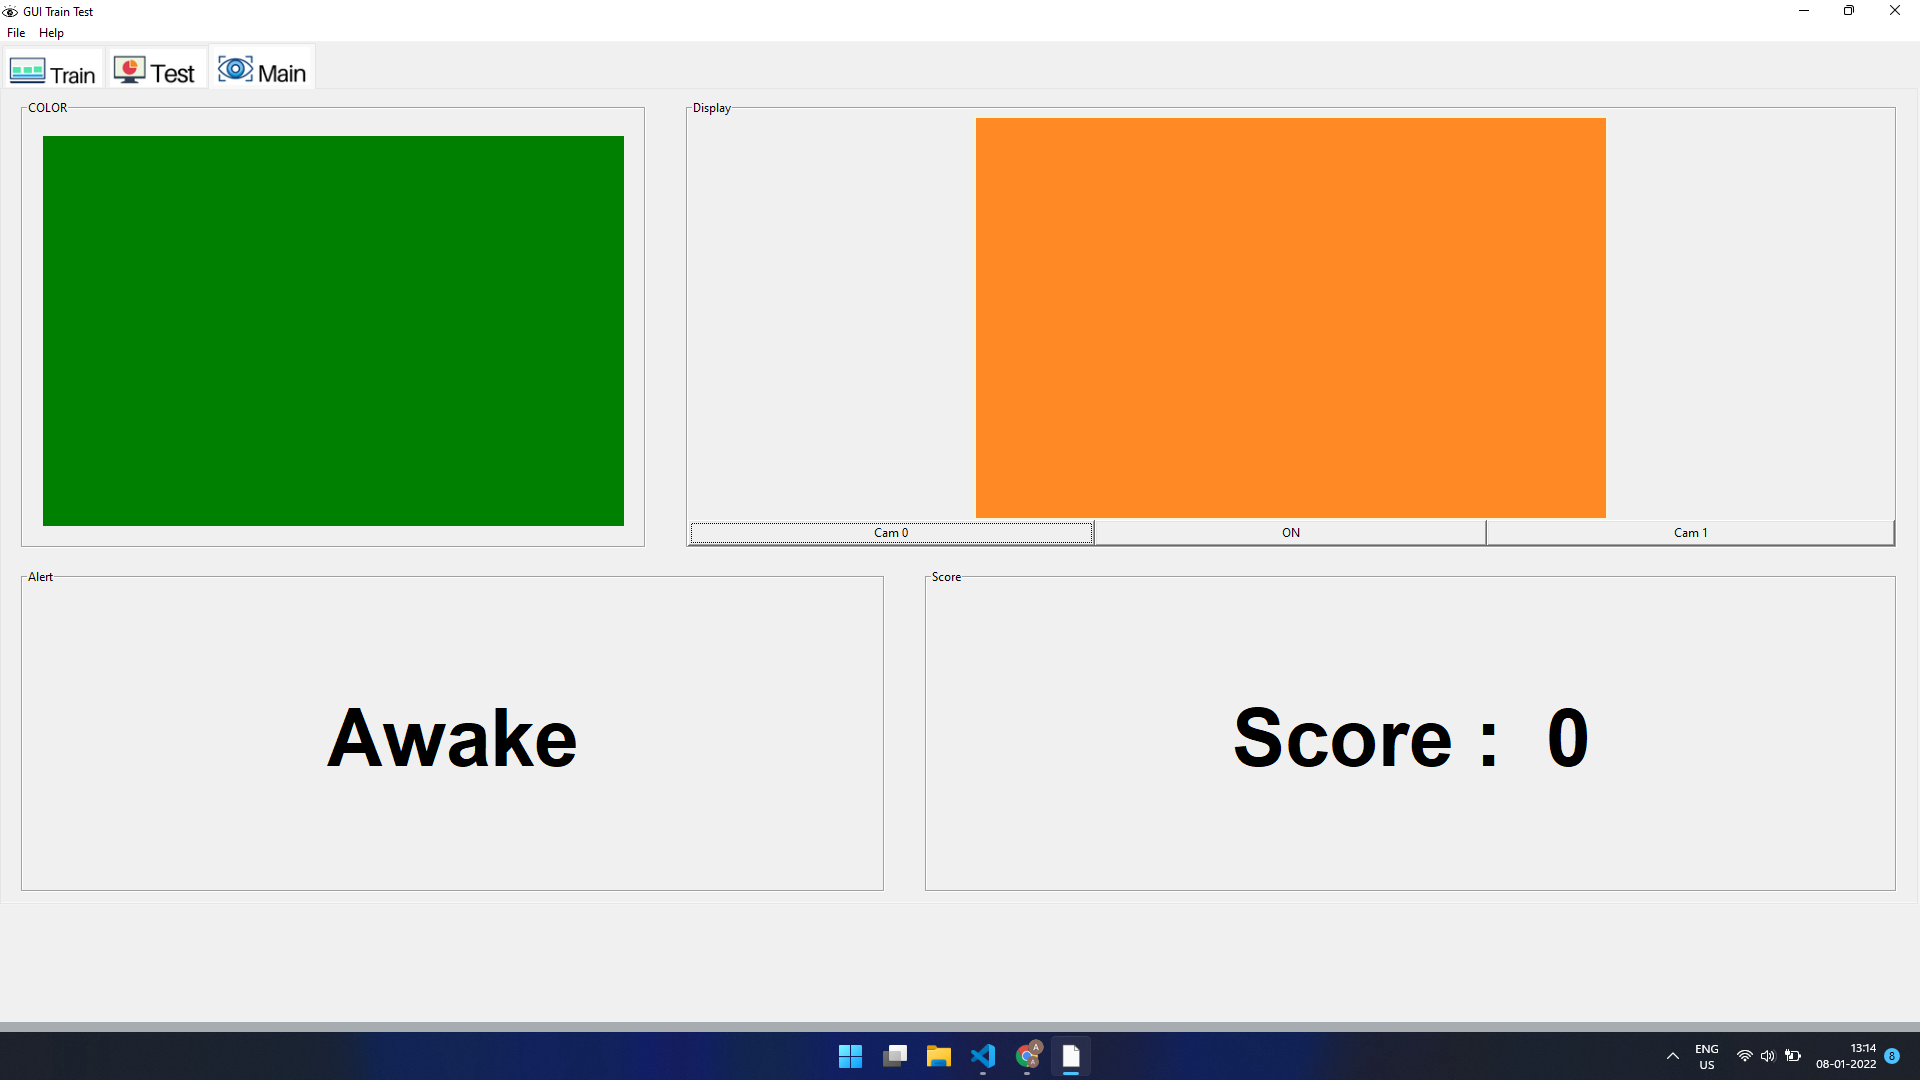 GUI Train Test
File Help
Train Test Main
COLOR
Display
Cam 0 ON Cam 1
Alert
Score
Awake
Score : 0
ENG
US
13:14
08-01-2022
8
A
A